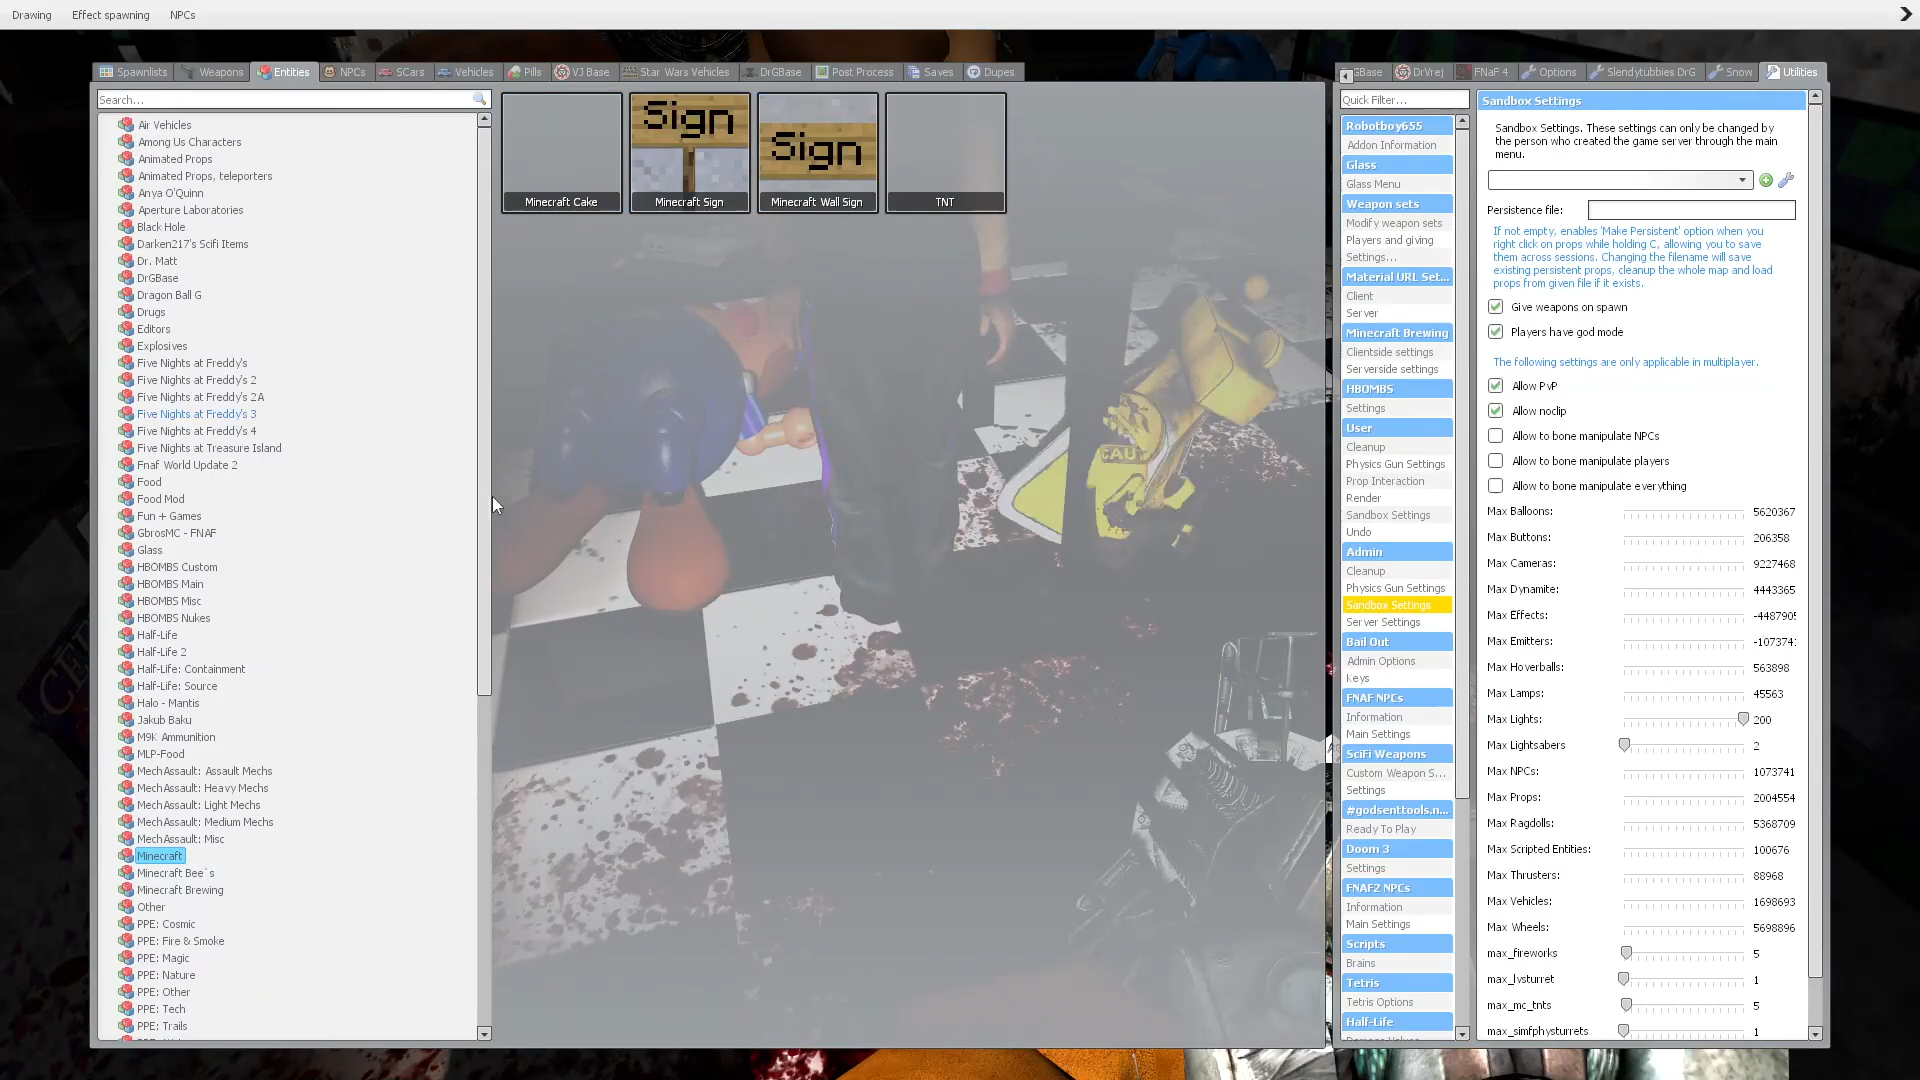 Drawing
Effect spawning
NPCs
Spawnlists
Weapons
Entities
NPCs
SCars
Vehicles
Pills
VJ Base
Star Wars Vehicles
DrGBase
Post Process
Saves
Dupes
GBase
DrVrej
FNaF 4
Options
Slendytubbies DrG
Snow
Utilities
Search...
Air Vehicles
Among Us Characters
Animated Props
Animated Props, teleporters
Anya O'Quinn
Aperture Laboratories
Black Hole
Darken217's Scifi Items
Dr. Matt
DrGBase
Dragon Ball G
Drugs
Editors
Explosives
Five Nights at Freddy's
Five Nights at Freddy's 2
Five Nights at Freddy's 2A
Five Nights at Freddy's 3
Five Nights at Freddy's 4
Five Nights at Treasure Island
Fnaf World Update 2
Food
Food Mod
Fun + Games
GbrosMC - FNAF
Glass
HBOMBS Custom
HBOMBS Main
HBOMBS Misc
HBOMBS Nukes
Half-Life
Half-Life 2
Half-Life: Containment
Half-Life: Source
Halo - Mantis
Jakub Baku
M9K Ammunition
MLP-Food
MechAssault: Assault Mechs
MechAssault: Heavy Mechs
MechAssault: Light Mechs
MechAssault: Medium Mechs
MechAssault: Misc
Minecraft
Minecraft Bee`s
Minecraft Brewing
Other
PPE: Cosmic
PPE: Fire & Smoke
PPE: Magic
PPE: Nature
PPE: Other
PPE: Tech
PPE: Trails
Minecraft Cake
Sign
Minecraft Sign
Sign
Minecraft Wall Sign
TNT
CAU
Quick Filter...
Robotboy655
Addon Information
Glass
Glass Menu
Weapon sets
Modify weapon sets
Players and giving
Settings...
Material URL Set...
Client
Server
Minecraft Brewing
Clientside settings
Serverside settings
HBOMBS
Settings
User
Cleanup
Physics Gun Settings
Prop Interaction
Render
Sandbox Settings
Undo
Admin
Cleanup
Physics Gun Settings
Sandbox Settings
Server Settings
Bail Out
Admin Options
Keys
FNAF NPCs
Information
Main Settings
SciFi Weapons
Custom Weapon S...
Settings
#godsenttools.n...
Ready To Play
Doom 3
Settings
FNAF2 NPCs
Information
Main Settings
Scripts
Brains
Tetris
Tetris Options
Half-Life
Sandbox Settings
Sandbox Settings. These settings can only be changed by
the person who created the game server through the main
menu.
Persistence file:
If not empty, enables 'Make Persistent' option when you
right click on props while holding C, allowing you to save
them across sessions. Changing the filename will save
existing persistent props, cleanup the whole map and load
props from given file if it exists.
Give weapons on spawn
Players have god mode
The following settings are only applicable in multiplayer.
Allow PvP
Allow noclip
Allow to bone manipulate NPCs
Allow to bone manipulate players
Allow to bone manipulate everything
Max Balloons: 5620367
Max Buttons: 206358
Max Cameras: 9227468
Max Dynamite: 4443365
Max Effects: -448790
Max Emitters: -1073741
Max Hoverballs: 563898
Max Lamps: 45563
Max Lights: 200
Max Lightsabers 2
Max NPCs: 1073741
Max Props: 2004554
Max Ragdolls: 5368709
Max Scripted Entities: 100676
Max Thrusters: 88968
Max Vehicles: 1698693
Max Wheels: 5698896
max_fireworks 5
max_lvsturret 1
max_mc_tnts 5
max_simfphysturrets 1